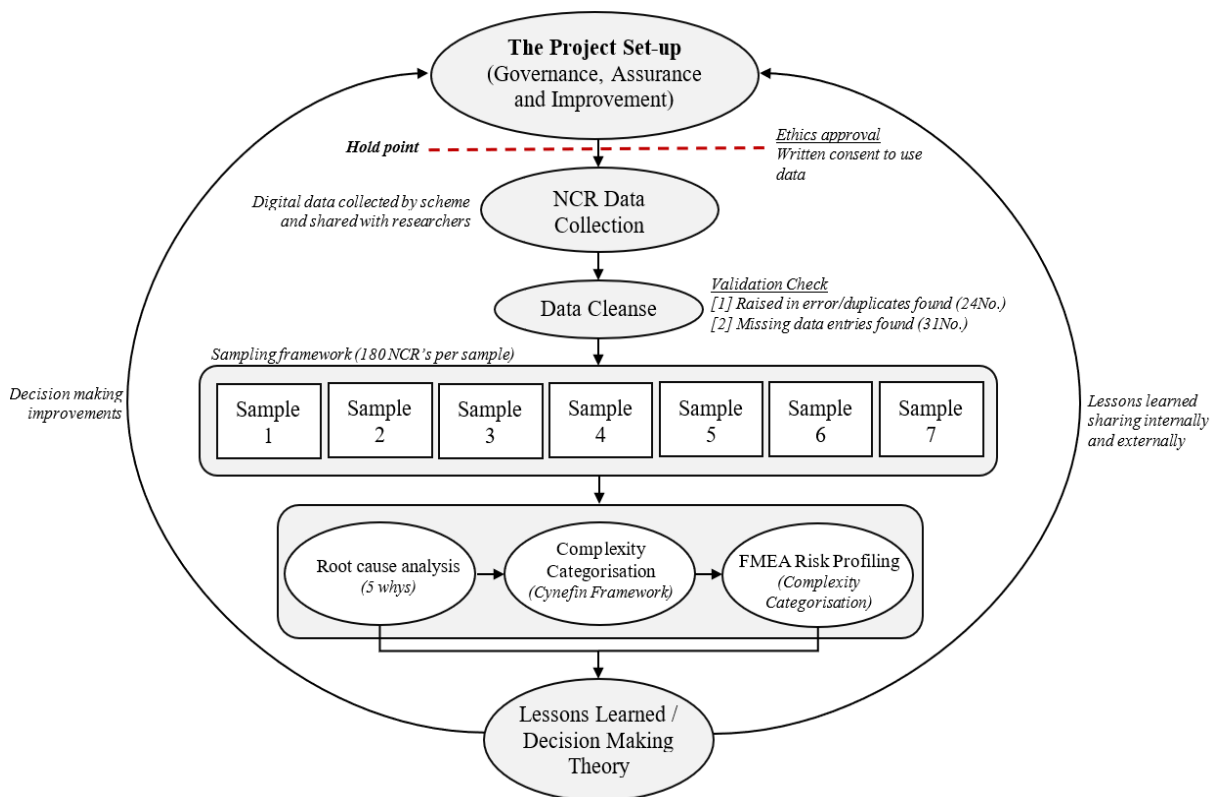 The Project Set-up
(Governance, Assurance
and Improvement)
Hold point
Ethics approval
Written consent to use
data
Digital data collected by scheme
and shared with researchers
NCR Data
Collection
Data Cleanse
Validation Check
[1] Raised in error/duplicates found (24No.)
[2] Missing data entries found (31No.)
Sampling framework (180 NCR's per sample)
Sample
1
Sample
2
Sample
3
Sample
4
Sample
5
Sample
6
Sample
7
Decision making
improvements
Lessons learned
sharing internally
and externally
Root cause analysis
(5 whys)
Complexity
Categorisation
(Cynefin Framework)
FMEA Risk Profiling
(Complexity
Categorisation)
Lessons Learned /
Decision Making
Theory